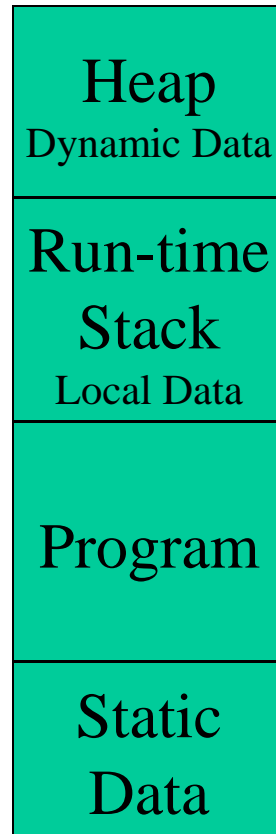 Heap
Dynamic Data
Run-time
Stack
Local Data
Program
Static
Data